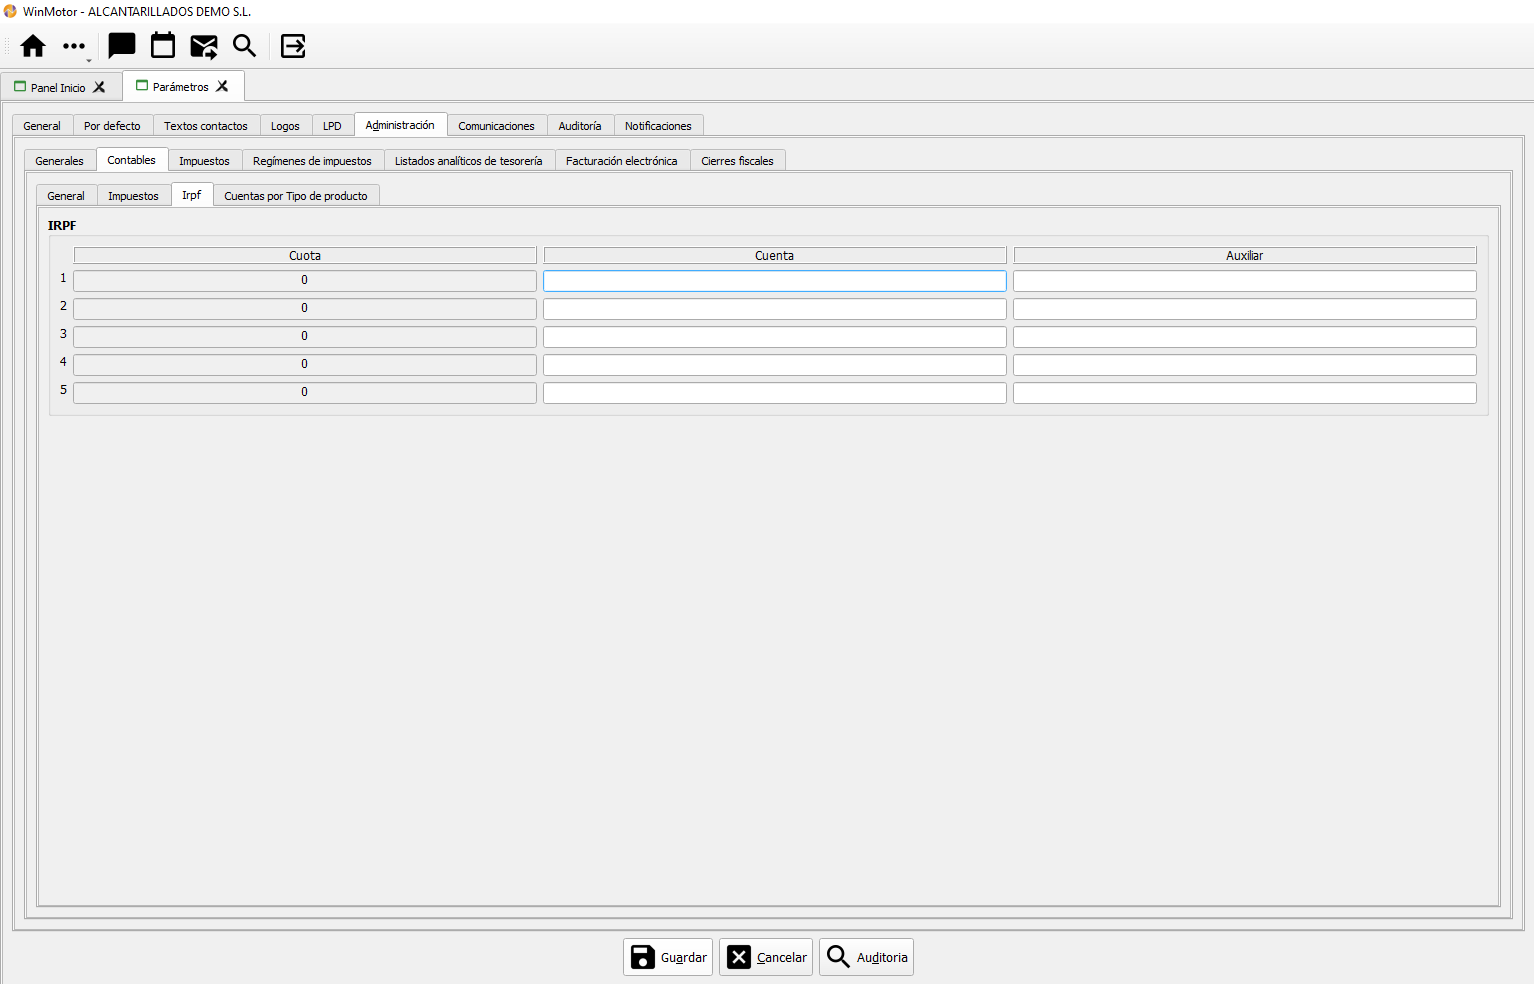 WinMotor - ALCANTARILLADOS DEMO S.L.
Panel Inicio
Parámetros
General Por defecto Textos contactos Logos LPD Administración Comunicaciones Auditoría Notificaciones
Generales Contables Impuestos Regímenes de impuestos Listados analíticos de tesorería Facturación electrónica Cierres fiscales
General Impuestos Irpf Cuentas por Tipo de producto
IRPF
Cuota Cuenta Auxiliar
1 0
2 0
3 0
4 0
5 0
Guardar Cancelar Auditoria